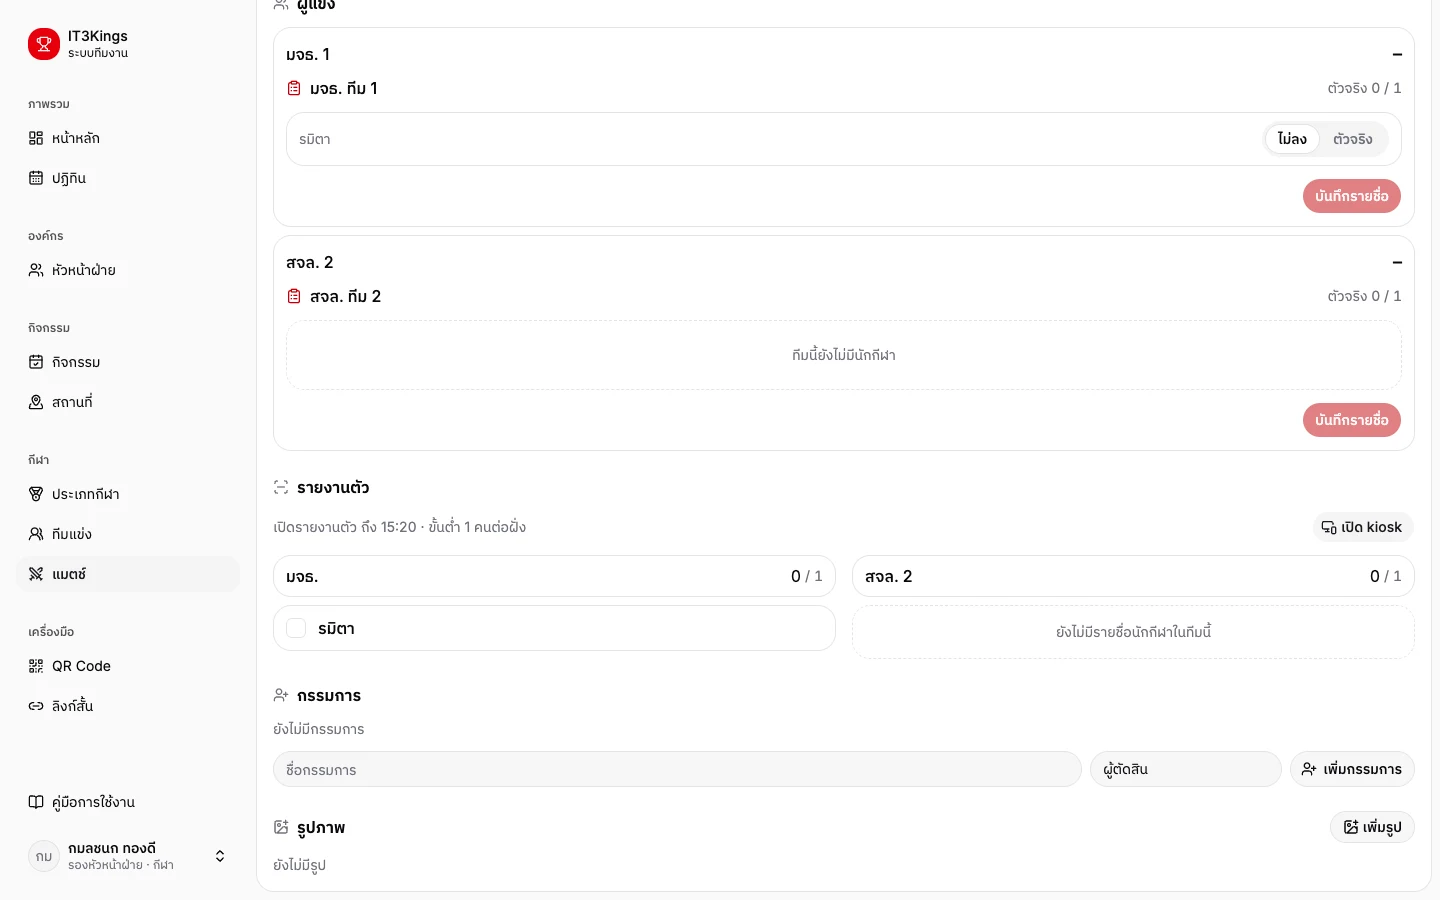 IT3Kings
ระบบทีมงาน
ภาพรวม
หน้าหลัก
ปฏิทิน
องค์กร
หัวหน้าฝ่าย
กิจกรรม
กิจกรรม
สถานที่
กีฬา
ประเภทกีฬา
ทีมแข่ง
แมตช์
เครื่องมือ
QR Code
ลิงก์สั้น
คู่มือการใช้งาน
กม
กมลชนก ทองดี
รองหัวหน้าฝ่าย · กีฬา
ผู้แข่ง
มจธ. 1
–
มจธ. ทีม 1
ตัวจริง 0 / 1
รมิตา
ไม่ลง
ตัวจริง
บันทึกรายชื่อ
สจล. 2
–
สจล. ทีม 2
ตัวจริง 0 / 1
ทีมนี้ยังไม่มีนักกีฬา
บันทึกรายชื่อ
รายงานตัว
เปิดรายงานตัว ถึง 15:20 · ขั้นต่ำ 1 คนต่อฝั่ง
เปิด kiosk
มจธ.
0 / 1
รมิตา
สจล. 2
0 / 1
ยังไม่มีรายชื่อนักกีฬาในทีมนี้
กรรมการ
ยังไม่มีกรรมการ
ชื่อกรรมการ
ผู้ตัดสิน
เพิ่มกรรมการ
รูปภาพ
เพิ่มรูป
ยังไม่มีรูป